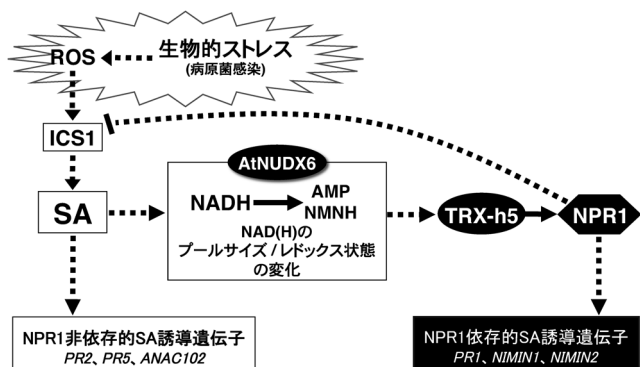 生物的ストレス
(病原菌感染)
ROS
ICS1
SA
AtNUDX6
NADH
AMP
NMNH
NAD(H)の
プールサイズ/レドックス状態
の変化
TRX-h5
NPR1
NPR1非依存的SA誘導遺伝子
PR2、PR5、ANAC102
NPR1依存的SA誘導遺伝子
PR1、NIMIN1、NIMIN2